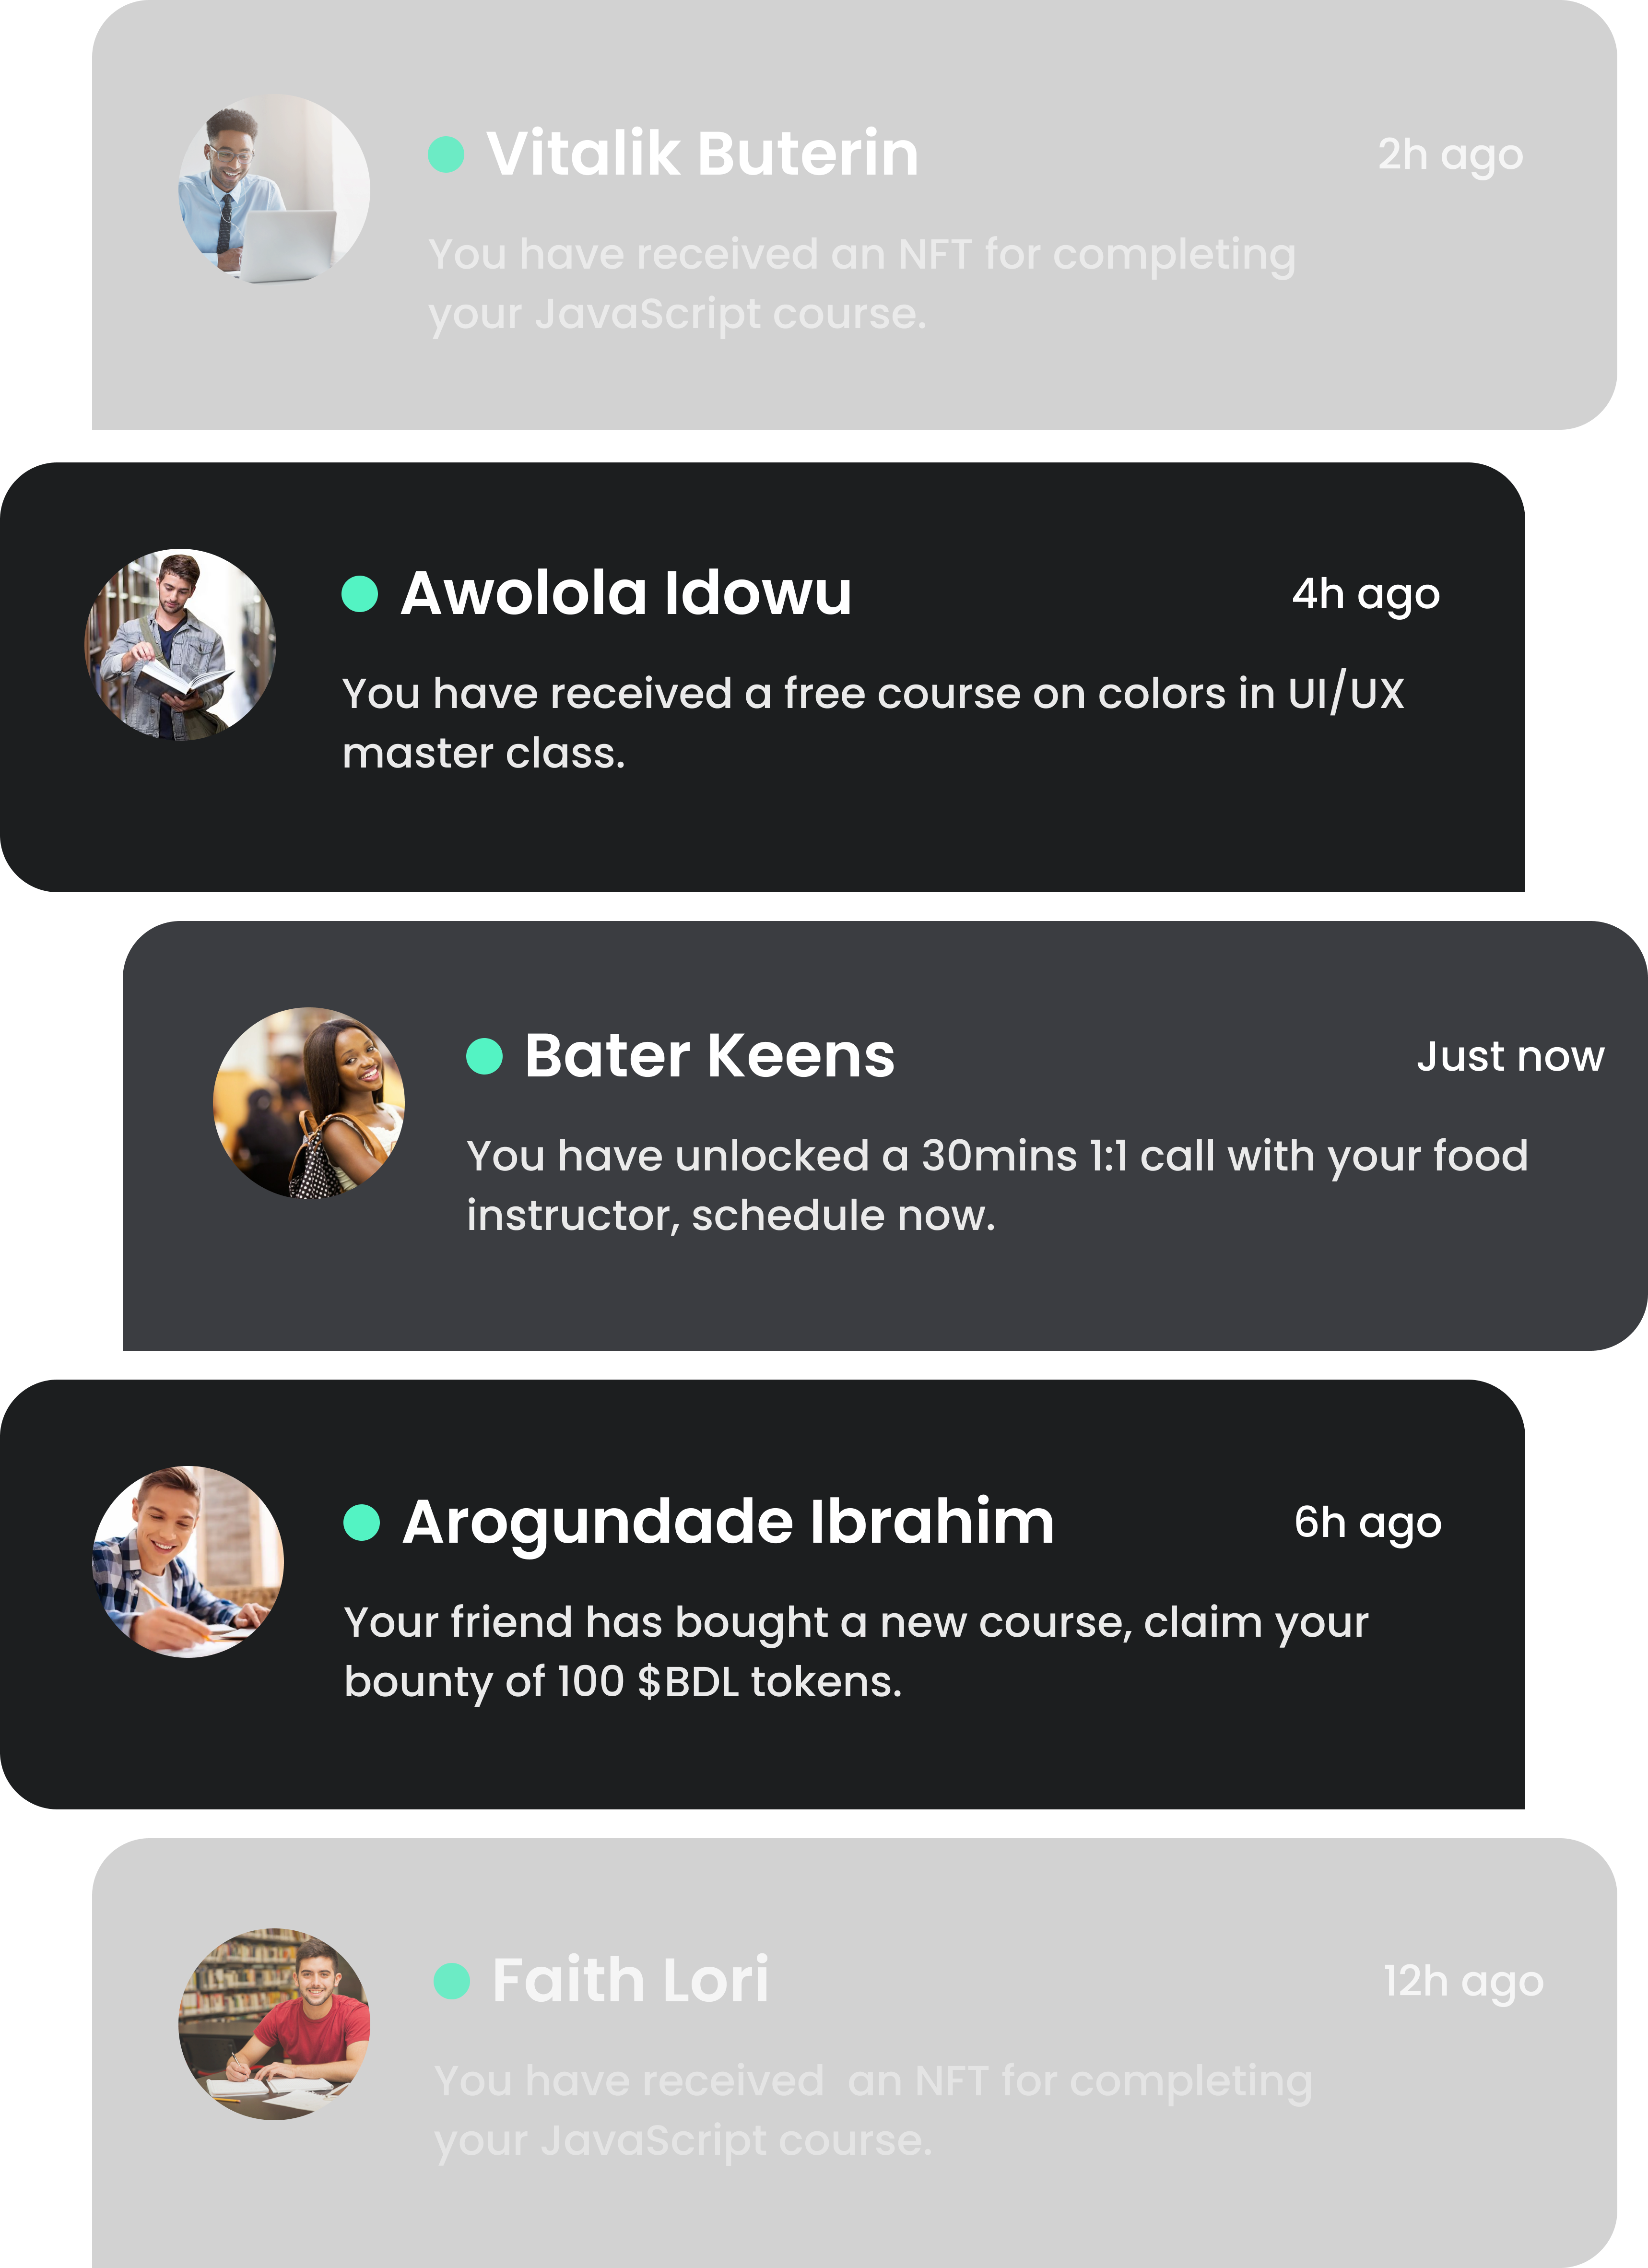 Vitalik Buterin
2h ago
You have received an NFT for completing
your JavaScript course.
Awolola Idowu
4h ago
You have received a free course on colors in UI/UX
master class.
Bater Keens
Just now
You have unlocked a 30mins 1:1 call with your food
instructor, schedule now.
Arogundade Ibrahim
6h ago
Your friend has bought a new course, claim your
bounty of 100 $BDL tokens.
Faith Lori
12h ago
You have received  an NFT for completing
your JavaScript course.